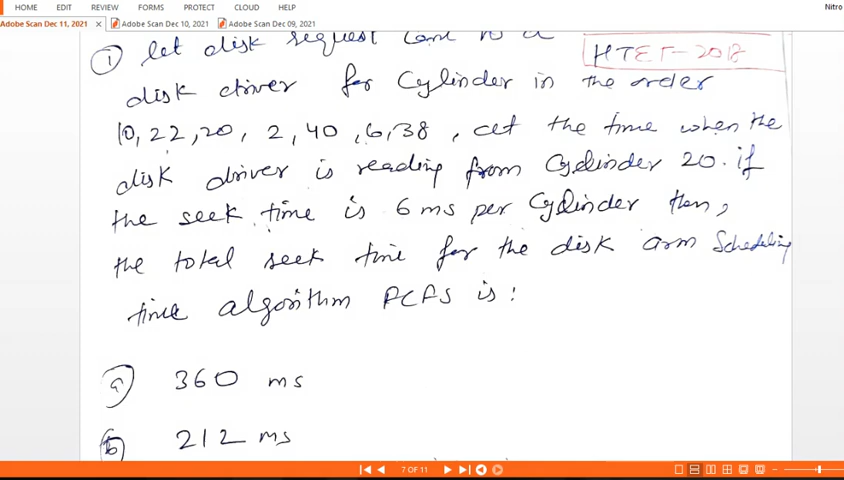 HOME EDIT REVIEW FORMS PROTECT CLOUD HELP Nitro
Adobe Scan Dec 11, 2021 × Adobe Scan Dec 10, 2021 Adobe Scan Dec 09, 2021
① let disk request to a
HTET-2018
disk driver for Cylinder in the order
10, 22, 20, 2, 40, 6, 38, at the time when the
disk driver is reading from Cylinder 20. if
the seek time is 6 ms per Cylinder then,
the total seek time for the disk arm Scheduling
time algorithm FCFS is:
ⓐ 360 ms
ⓑ 212 ms
7 OF 11